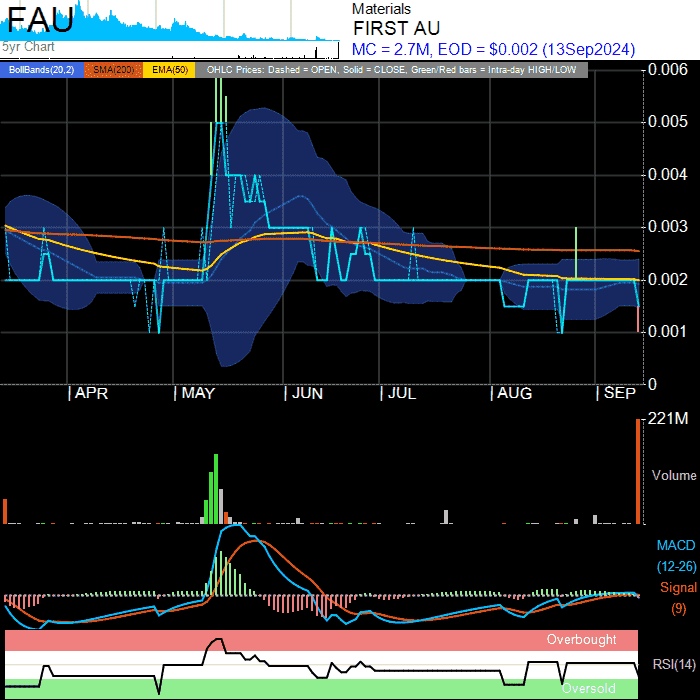 FAU
5yr Chart
Materials
FIRST AU
MC = 2.7M, EOD = $0.002 (13Sep2024)
BollBands(20,2) SMA(200) EMA(50) OHLC Prices: Dashed = OPEN, Solid = CLOSE, Green/Red bars = Intra-day HIGH/LOW
0.006
0.005
0.004
0.003
0.002
0.001
0
| APR | MAY | JUN | JUL | AUG | SEP
221M
Volume
MACD
(12-26)
Signal
(9)
Overbought
RSI(14)
Oversold